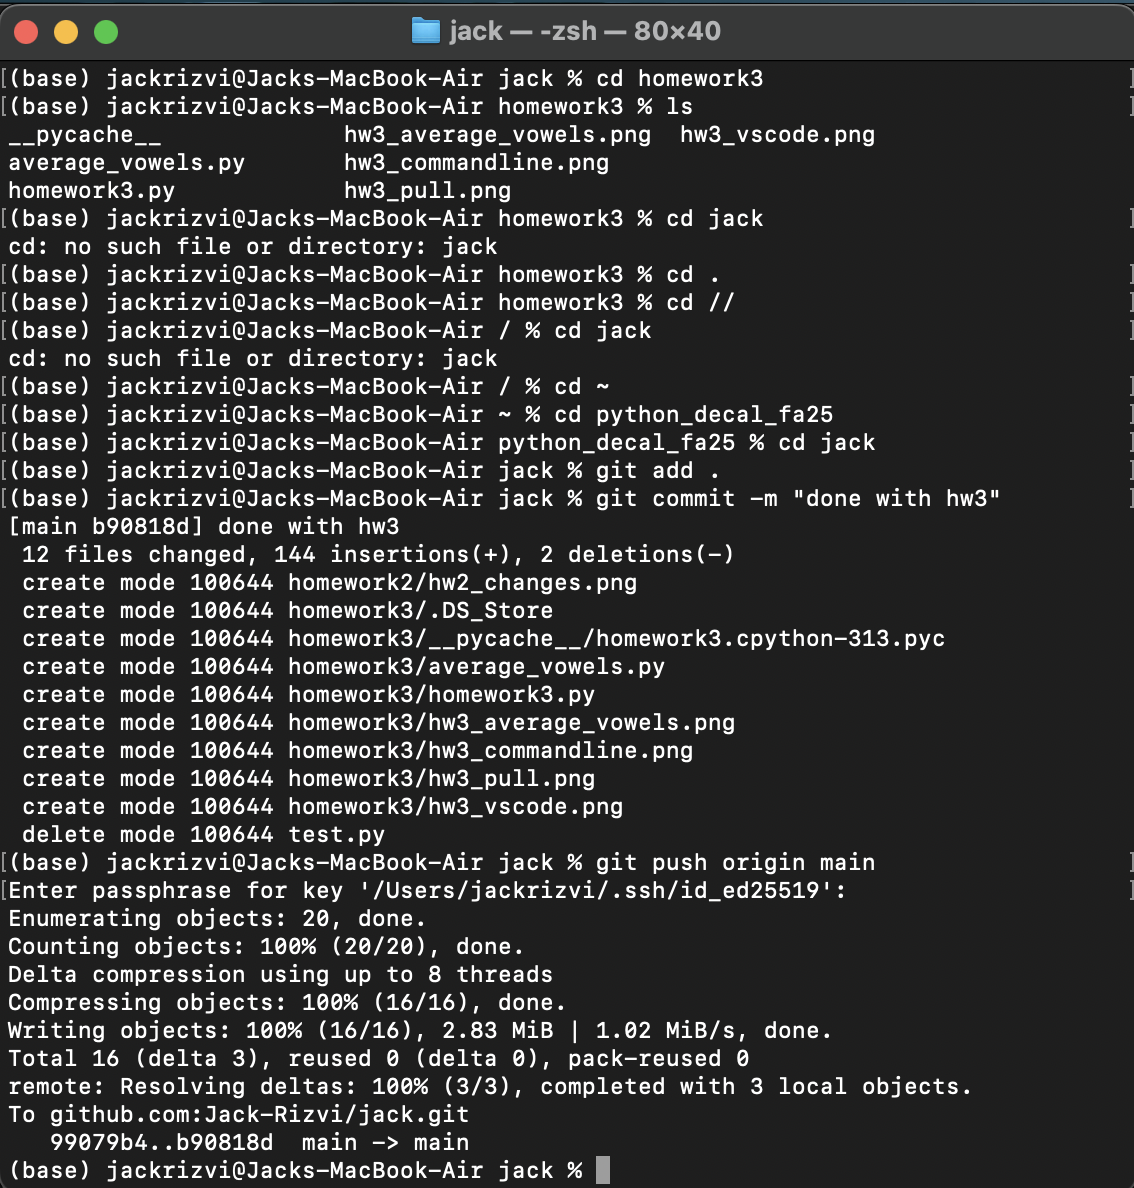 jack — -zsh — 80×40
[(base) jackrizvi@Jacks-MacBook-Air jack % cd homework3 ]
[(base) jackrizvi@Jacks-MacBook-Air homework3 % ls ]
__pycache__ hw3_average_vowels.png hw3_vscode.png
average_vowels.py hw3_commandline.png
homework3.py hw3_pull.png
[(base) jackrizvi@Jacks-MacBook-Air homework3 % cd jack ]
cd: no such file or directory: jack
[(base) jackrizvi@Jacks-MacBook-Air homework3 % cd . ]
[(base) jackrizvi@Jacks-MacBook-Air homework3 % cd // ]
[(base) jackrizvi@Jacks-MacBook-Air / % cd jack ]
cd: no such file or directory: jack
[(base) jackrizvi@Jacks-MacBook-Air / % cd ~ ]
[(base) jackrizvi@Jacks-MacBook-Air ~ % cd python_decal_fa25 ]
[(base) jackrizvi@Jacks-MacBook-Air python_decal_fa25 % cd jack ]
[(base) jackrizvi@Jacks-MacBook-Air jack % git add . ]
[(base) jackrizvi@Jacks-MacBook-Air jack % git commit -m "done with hw3" ]
[main b90818d] done with hw3
12 files changed, 144 insertions(+), 2 deletions(-)
create mode 100644 homework2/hw2_changes.png
create mode 100644 homework3/.DS_Store
create mode 100644 homework3/__pycache__/homework3.cpython-313.pyc
create mode 100644 homework3/average_vowels.py
create mode 100644 homework3/homework3.py
create mode 100644 homework3/hw3_average_vowels.png
create mode 100644 homework3/hw3_commandline.png
create mode 100644 homework3/hw3_pull.png
create mode 100644 homework3/hw3_vscode.png
delete mode 100644 test.py
[(base) jackrizvi@Jacks-MacBook-Air jack % git push origin main ]
[Enter passphrase for key '/Users/jackrizvi/.ssh/id_ed25519': ]
Enumerating objects: 20, done.
Counting objects: 100% (20/20), done.
Delta compression using up to 8 threads
Compressing objects: 100% (16/16), done.
Writing objects: 100% (16/16), 2.83 MiB | 1.02 MiB/s, done.
Total 16 (delta 3), reused 0 (delta 0), pack-reused 0
remote: Resolving deltas: 100% (3/3), completed with 3 local objects.
To github.com:Jack-Rizvi/jack.git
99079b4..b90818d main -> main
(base) jackrizvi@Jacks-MacBook-Air jack %